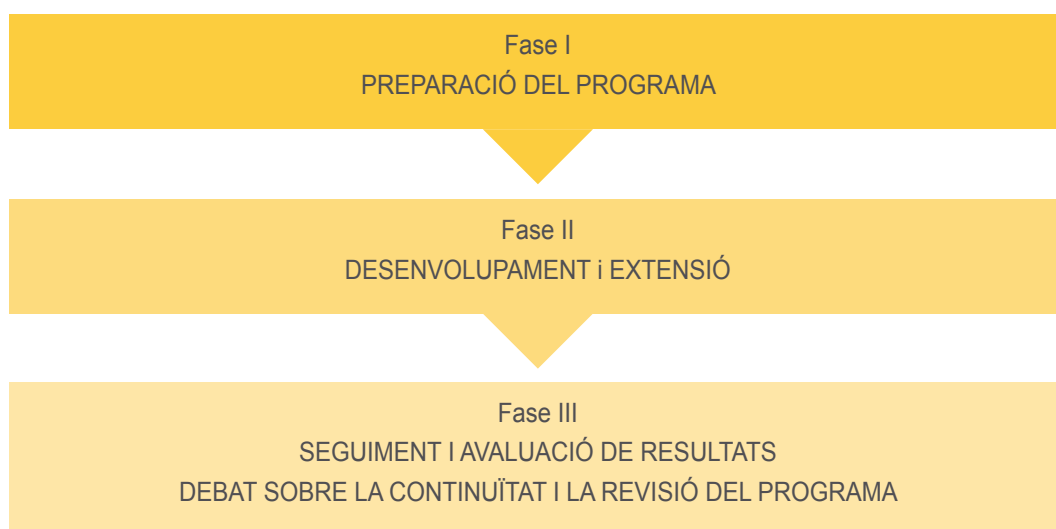 Fase I
PREPARACIÓ DEL PROGRAMA
Fase II
DESENVOLUPAMENT i EXTENSIÓ
Fase III
SEGUIMENT I AVALUACIÓ DE RESULTATS
DEBAT SOBRE LA CONTINUÏTAT I LA REVISIÓ DEL PROGRAMA